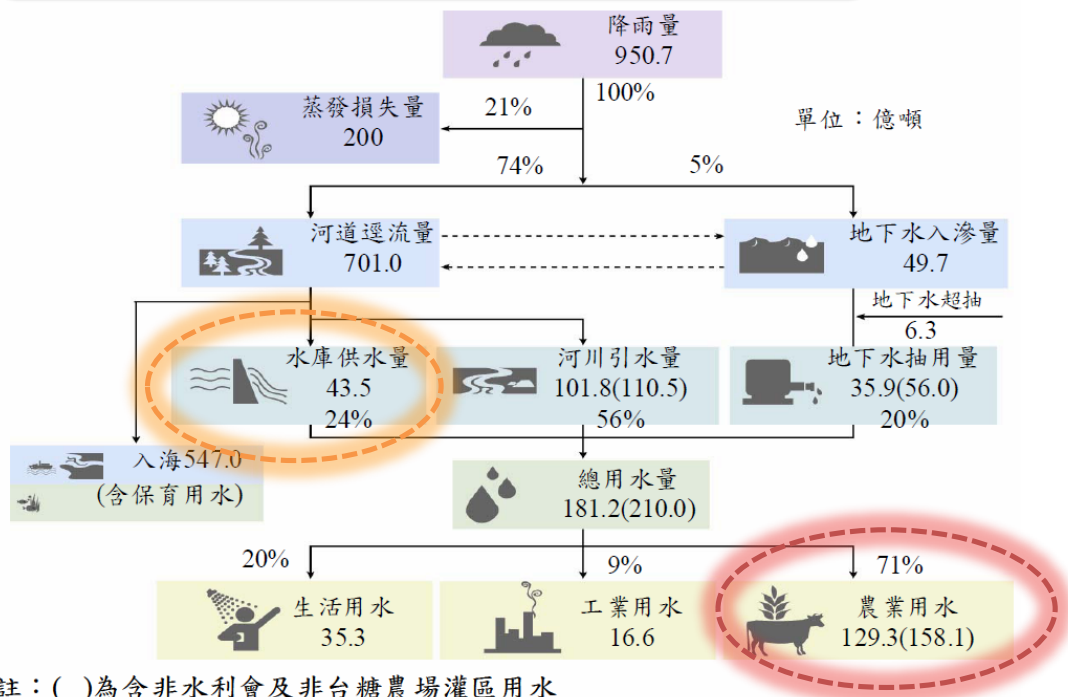 降雨量
950.7
100%
21%
蒸發損失量
200
單位：億噸
74%
5%
河道逕流量
701.0
地下水入滲量
49.7
地下水超抽
6.3
水庫供水量
43.5
24%
河川引水量
101.8(110.5)
56%
地下水抽用量
35.9(56.0)
20%
入海547.0
(含保育用水)
總用水量
181.2(210.0)
20%
9%
71%
生活用水
35.3
工業用水
16.6
農業用水
129.3(158.1)
註：( )為含非水利會及非台糖農場灌區用水